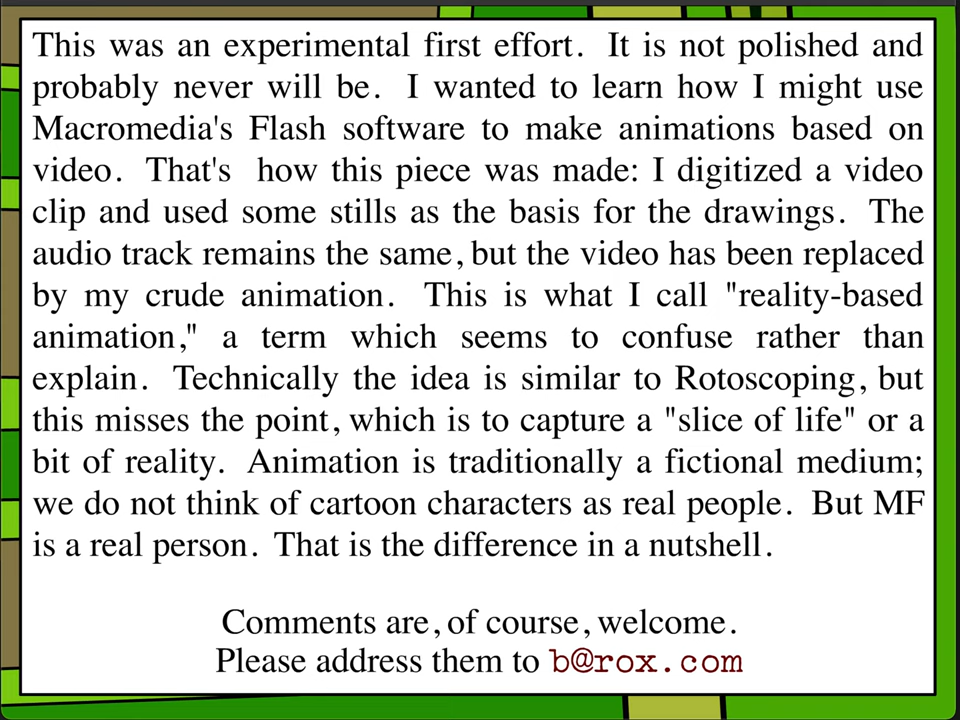 This was an experimental first effort. It is not polished and
probably never will be. I wanted to learn how I might use
Macromedia's Flash software to make animations based on
video. That's how this piece was made: I digitized a video
clip and used some stills as the basis for the drawings. The
audio track remains the same, but the video has been replaced
by my crude animation. This is what I call "reality-based
animation," a term which seems to confuse rather than
explain. Technically the idea is similar to Rotoscoping, but
this misses the point, which is to capture a "slice of life" or a
bit of reality. Animation is traditionally a fictional medium;
we do not think of cartoon characters as real people. But MF
is a real person. That is the difference in a nutshell.
Comments are, of course, welcome.
Please address them to b@rox.com